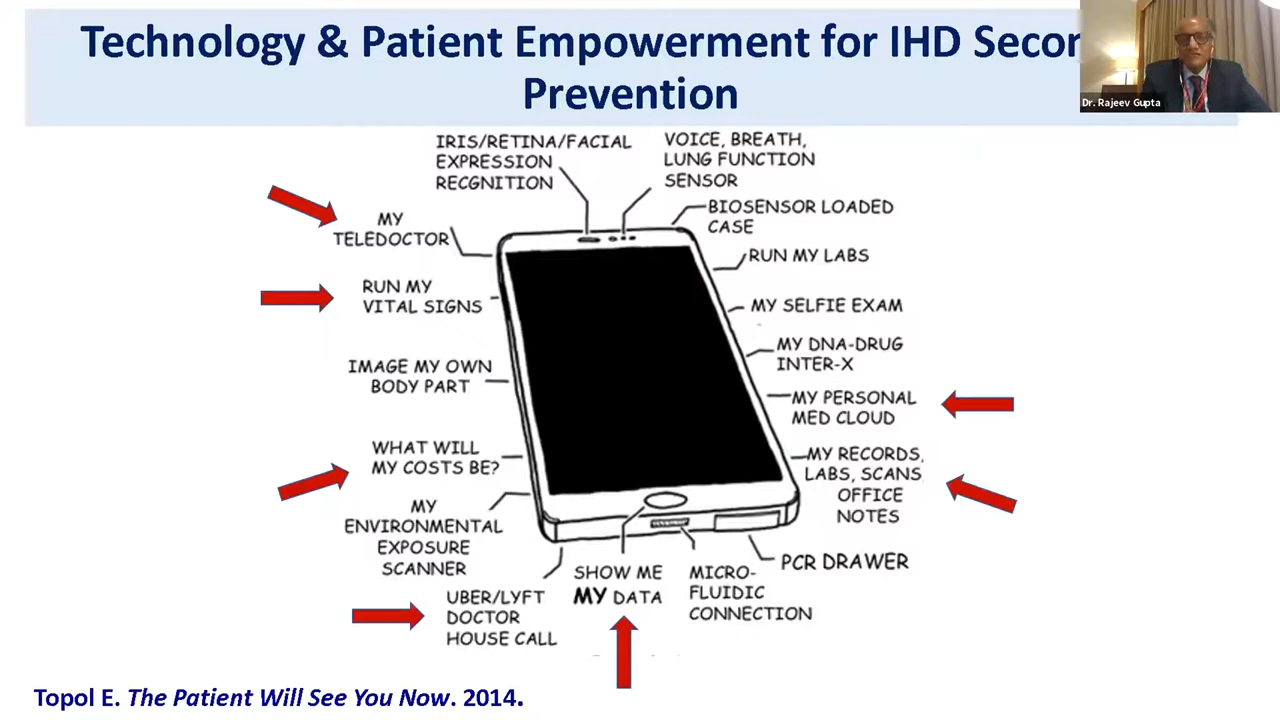 Technology & Patient Empowerment for IHD Secon
Prevention
Dr. Rajeev Gupta
IRIS/RETINA/FACIAL
EXPRESSION
RECGNITION
VOICE, BREATH,
LUNG FUNCTION
SENSOR
MY
TELEDOCTOR
BIOSENSOR LOADED
CASE
RUN MY
VITAL SIGNS
RUN MY LABS
MY SELFIE EXAM
IMAGE MY OWN
BODY PART
MY DNA-DRUG
INTER-X
MY PERSONAL
MED CLOUD
WHAT WILL
MY COSTS BE?
MY RECORDS,
LABS, SCANS
OFFICE
NOTES
MY
ENVIRONMENTAL
EXPOSURE
SCANNER
UBER/LYFT
DOCTOR
HOUSE CALL
SHOW ME
MY DATA
MICRO-
FLUIDIC
CONNECTION
PCR DRAWER
Topol E. The Patient Will See You Now. 2014.